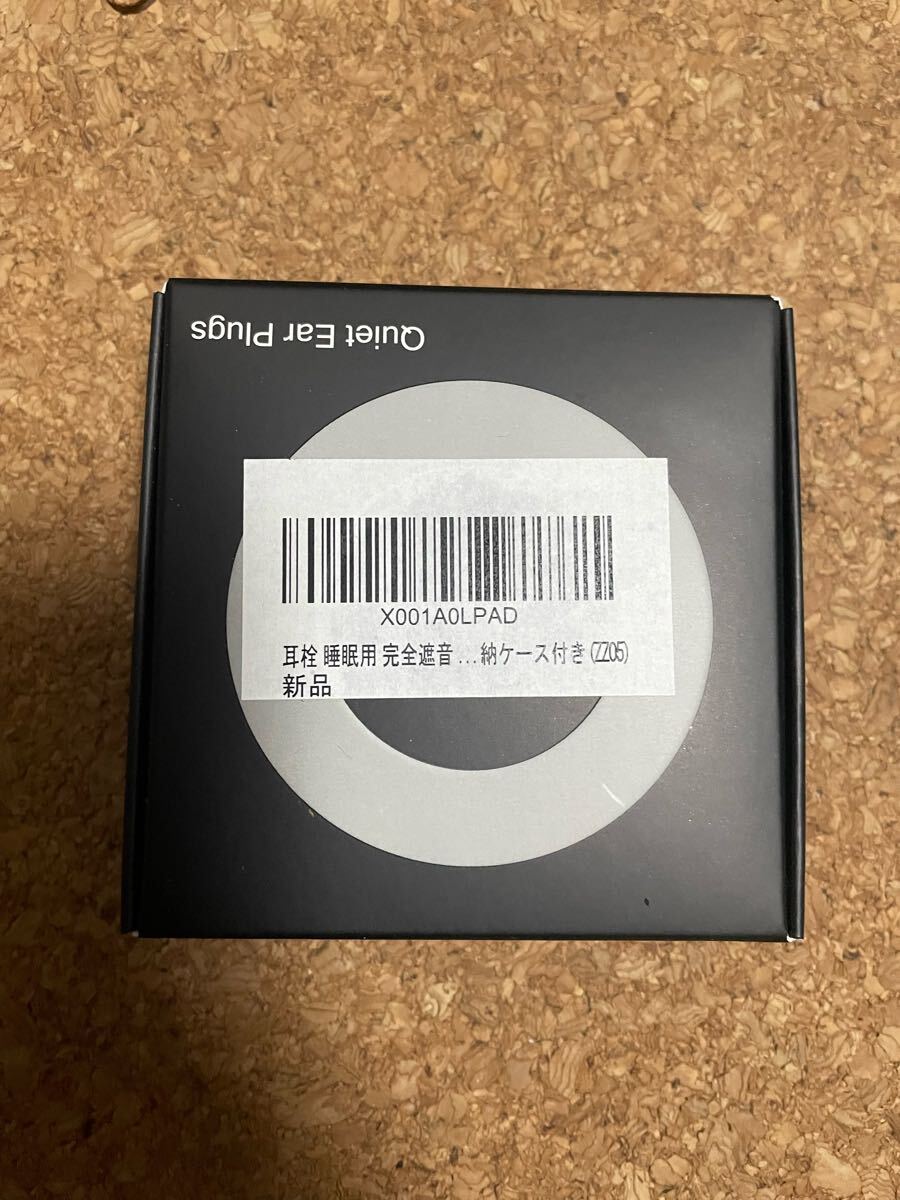 Quiet Ear Plugs
X001A0LPAD
耳栓 睡眠用 完全遮音 ...納ケース付き (ZZ05)
新品